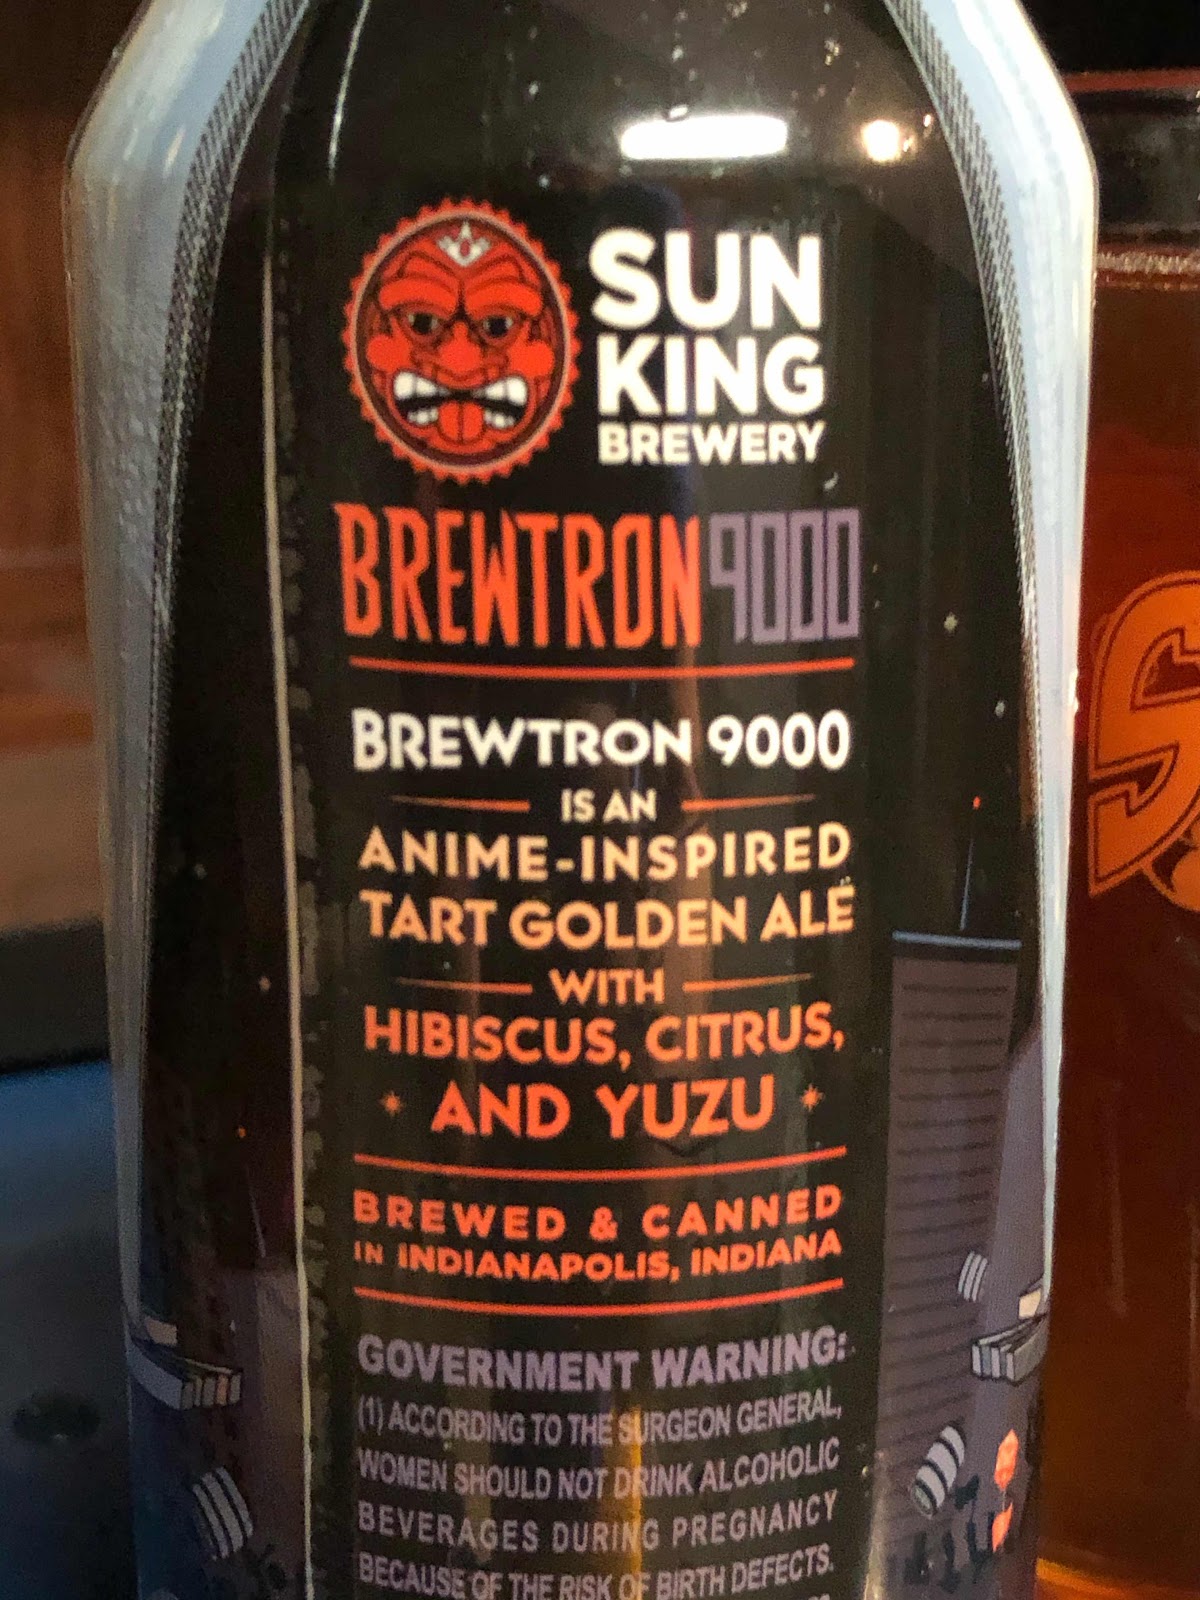 SUN
KING
BREWERY
BREWTRON 9000
BREWTRON 9000
IS AN
ANIME-INSPIRED
TART GOLDEN ALE
WITH
HIBISCUS, CITRUS,
AND YUZU
BREWED & CANNED
IN INDIANAPOLIS, INDIANA
GOVERNMENT WARNING:
(1) ACCORDING TO THE SURGEON GENERAL,
WOMEN SHOULD NOT DRINK ALCOHOLIC
BEVERAGES DURING PREGNANCY
BECAUSE OF THE RISK OF BIRTH DEFECTS.